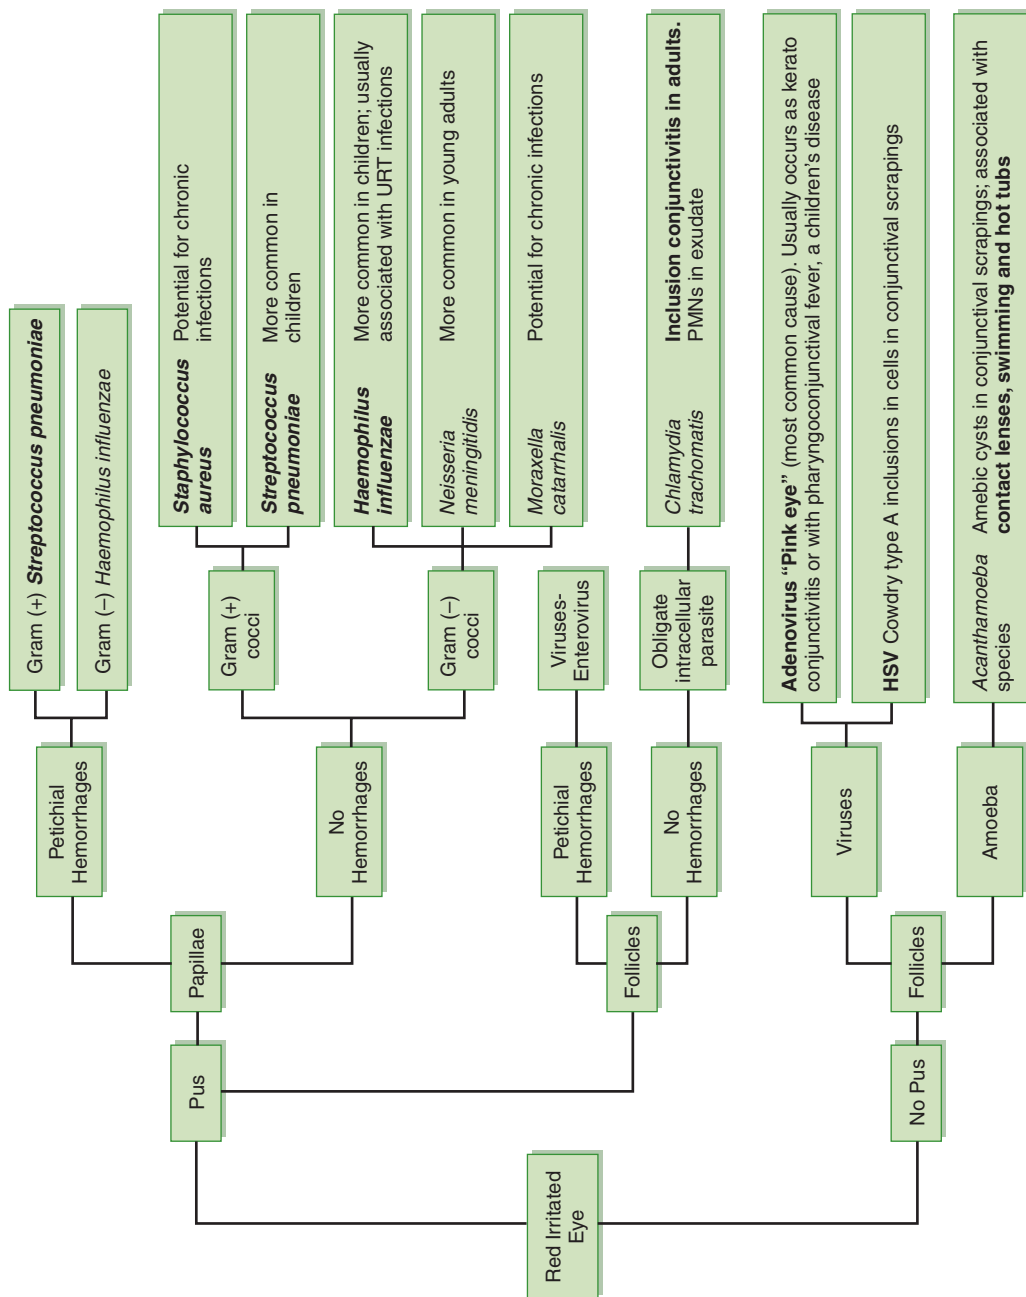 Red Irritated
Eye
Pus
No Pus
Papillae
Follicles
Follicles
Petichial
Hemorrhages
No
Hemorrhages
Petichial
Hemorrhages
No
Hemorrhages
Viruses
Amoeba
Gram (+)
cocci
Gram (–)
cocci
Viruses-
Enterovirus
Obligate
intracellular
parasite
Gram (+) Streptococcus pneumoniae
Gram (–) Haemophilus influenzae
Staphylococcus
aureus
Potential for chronic
infections
Streptococcus
pneumoniae
More common in
children
Haemophilus
influenzae
More common in children; usually
associated with URT infections
Neisseria
meningitidis
More common in young adults
Moraxella
catarrhalis
Potential for chronic infections
Chlamydia
trachomatis
Inclusion conjunctivitis in adults.
PMNs in exudate
Adenovirus “Pink eye” (most common cause). Usually occurs as kerato
conjunctivitis or with pharyngoconjunctival fever, a children’s disease
HSV Cowdry type A inclusions in cells in conjunctival scrapings
Acanthamoeba
species
Amebic cysts in conjunctival scrapings; associated with
contact lenses, swimming and hot tubs